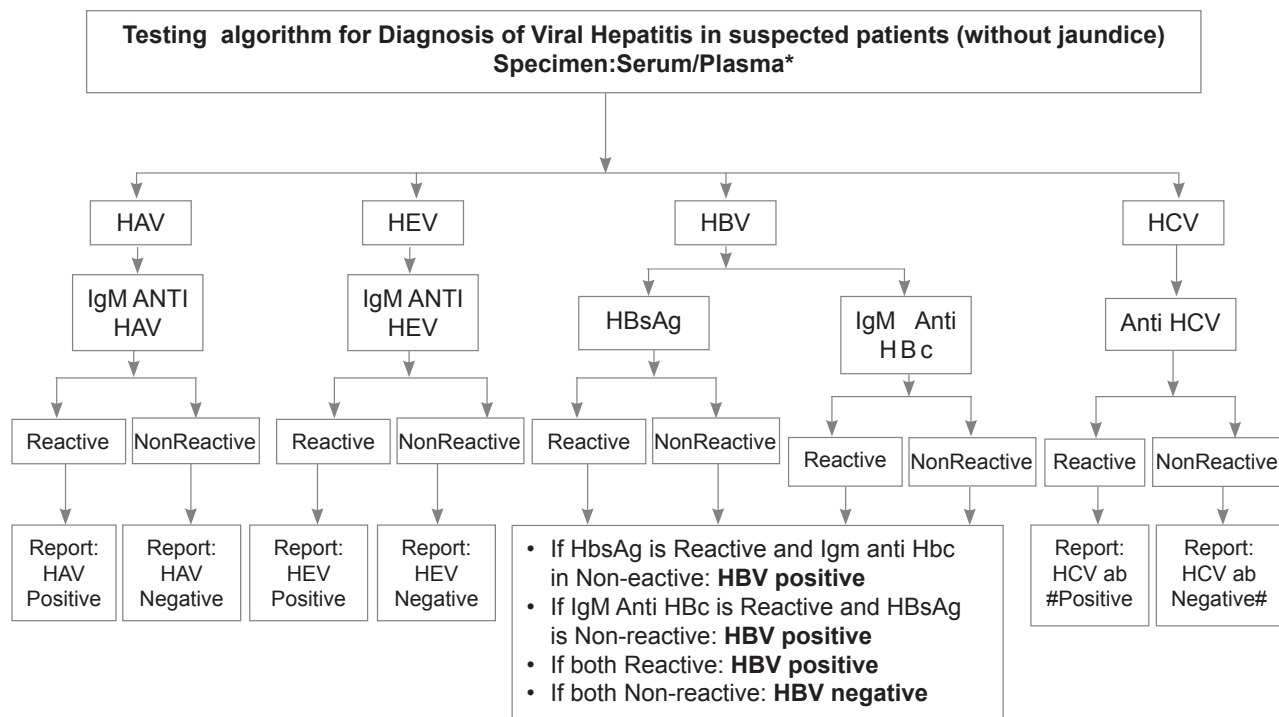 Testing algorithm for Diagnosis of Viral Hepatitis in suspected patients (without jaundice)
Specimen:Serum/Plasma*
HAV
HEV
HBV
HCV
IgM ANTI
HAV
IgM ANTI
HEV
HBsAg
IgM Anti
HBc
Anti HCV
Reactive
NonReactive
Reactive
NonReactive
Reactive
NonReactive
Reactive
NonReactive
Reactive
NonReactive
Report:
HAV
Positive
Report:
HAV
Negative
Report:
HEV
Positive
Report:
HEV
Negative
• If HbsAg is Reactive and Igm anti Hbc
in Non-eactive: HBV positive
• If IgM Anti HBc is Reactive and HBsAg
is Non-reactive: HBV positive
• If both Reactive: HBV positive
• If both Non-reactive: HBV negative
Report:
HCV ab
#Positive
Report:
HCV ab
Negative#